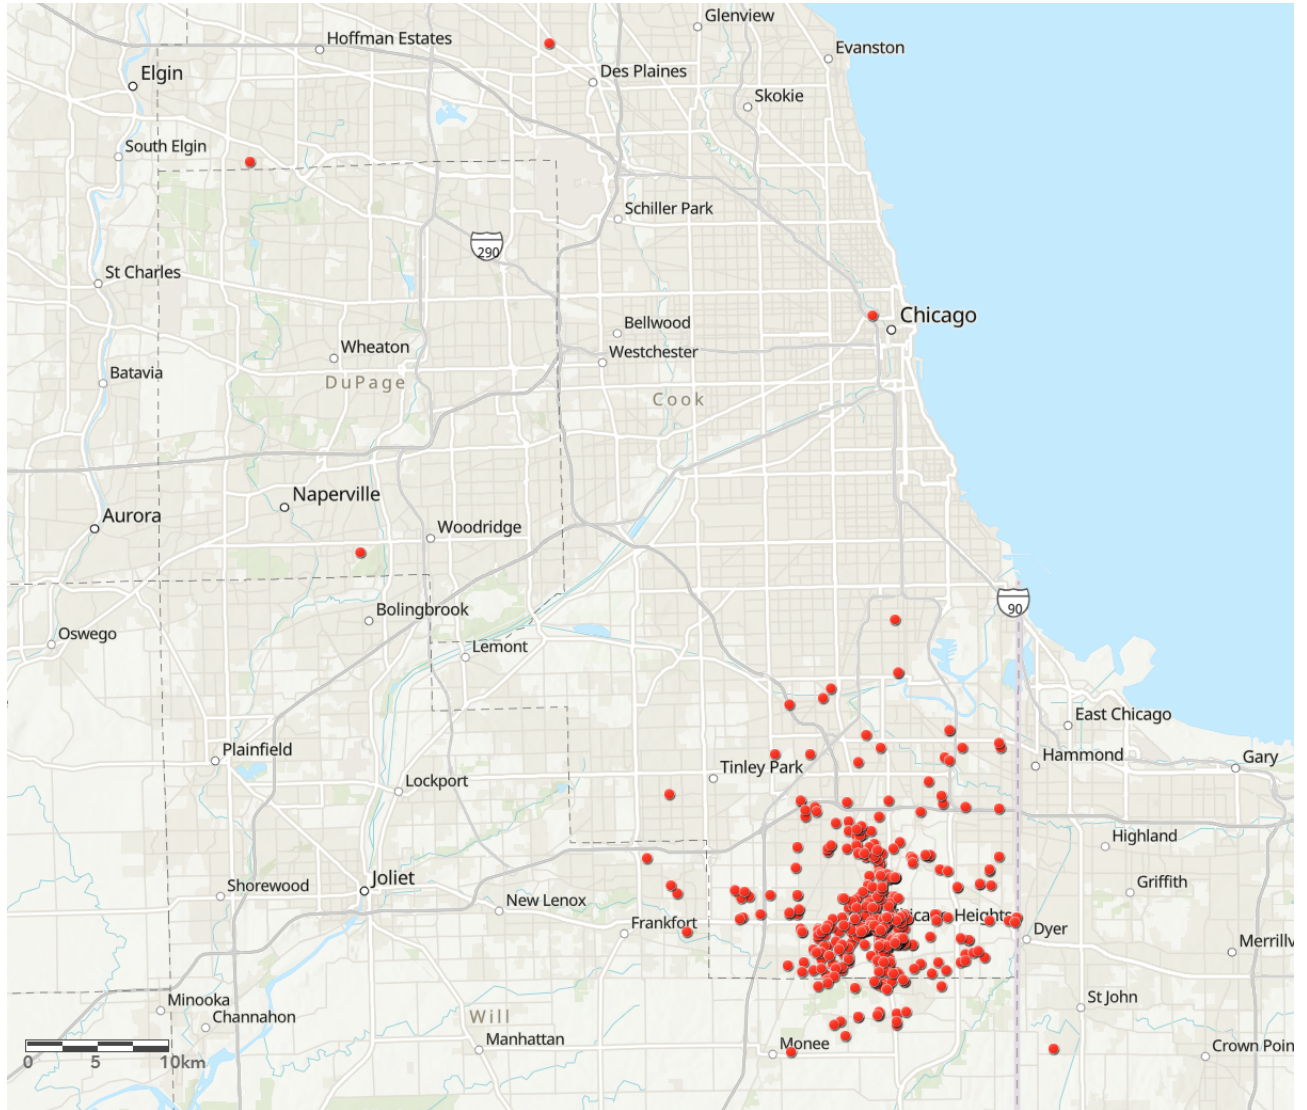 Glenview
Hoffman Estates
Evanston
Elgin
Des Plaines
Skokie
South Elgin
Schiller Park
290
St Charles
Chicago
Bellwood
Wheaton
Westchester
Batavia
DuPage
Cook
Naperville
Aurora
Woodridge
90
Bolingbrook
Oswego
Lemont
East Chicago
Plainfield
Hammond
Gary
Tinley Park
Lockport
Highland
Joliet
Shorewood
Griffith
New Lenox
Heights
Frankfort
Dyer
Merrillv
Minooka
St John
Channahon
Will
Manhattan
Monee
Crown Poin
0 5 10km